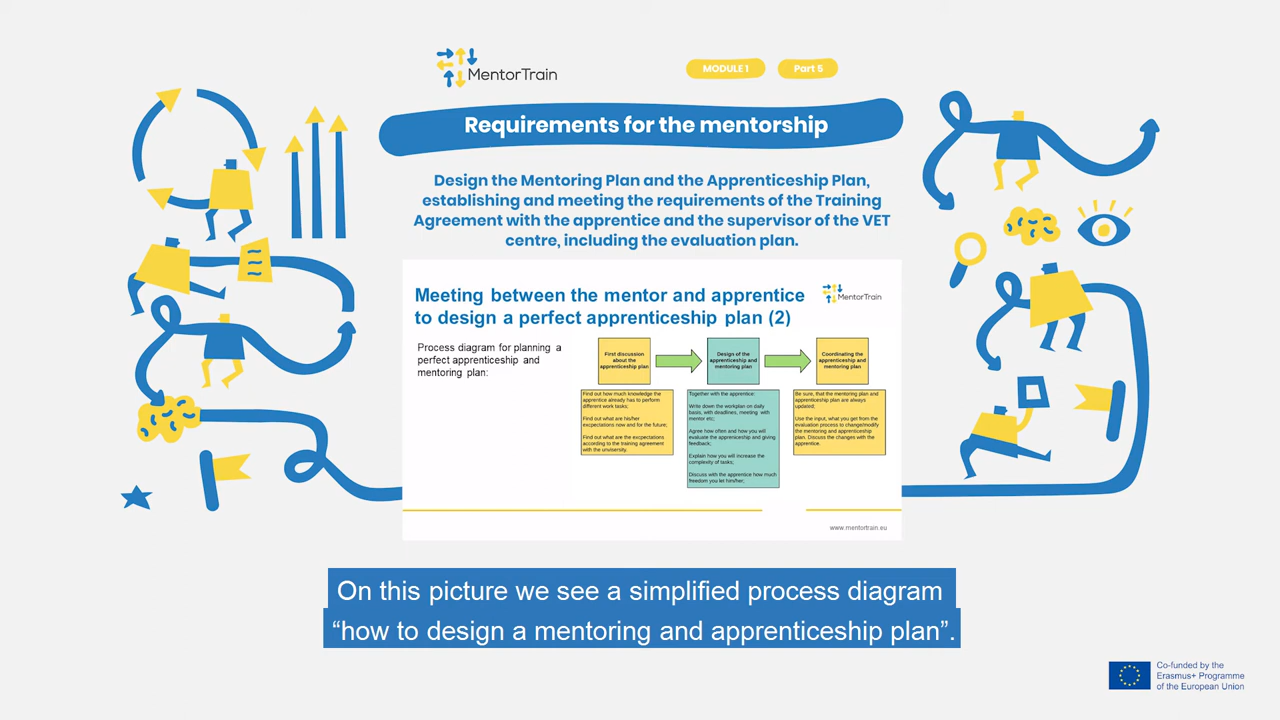 MentorTrain
MODULE 1
Part 5
Requirements for the mentorship
Design the Mentoring Plan and the Apprenticeship Plan,
establishing and meeting the requirements of the Training
Agreement with the apprentice and the supervisor of the VET
centre, including the evaluation plan.
Meeting between the mentor and apprentice
to design a perfect apprenticeship plan (2)
MentorTrain
Process diagram for planning a
perfect apprenticeship and
mentoring plan:
First discussion
about the
apprenticeship plan
Design of the
apprenticeship and
mentoring plan
Coordinating the
apprenticeship and
mentoring plan
Find out how much knowledge the
apprentice already has to perform
different work tasks;
Find out what are his/her
excpectations now and for the future;
Find out what are the excpectations
according to the training agreement
with the unviversity.
Together with the apprentice:
Write down the workplan on daily
basis, with deadlines, meeting with
mentor etc;
Agree how often and how you will
evaluate the apprenticeship and giving
feedback;
Explain how you will increase the
complexity of tasks;
Discuss with the apprentice how much
freedom you let him/her;
Be sure, that the mentoring plan and
apprenticeship plan are always
updated;
Use the input, what you get from the
evaluation process to change/modify
the mentoring and apprenticeship
plan. Discuss the changes with the
apprentice.
www.mentortrain.eu
On this picture we see a simplified process diagram
“how to design a mentoring and apprenticeship plan”.
Co-funded by the
Erasmus+ Programme
of the European Union